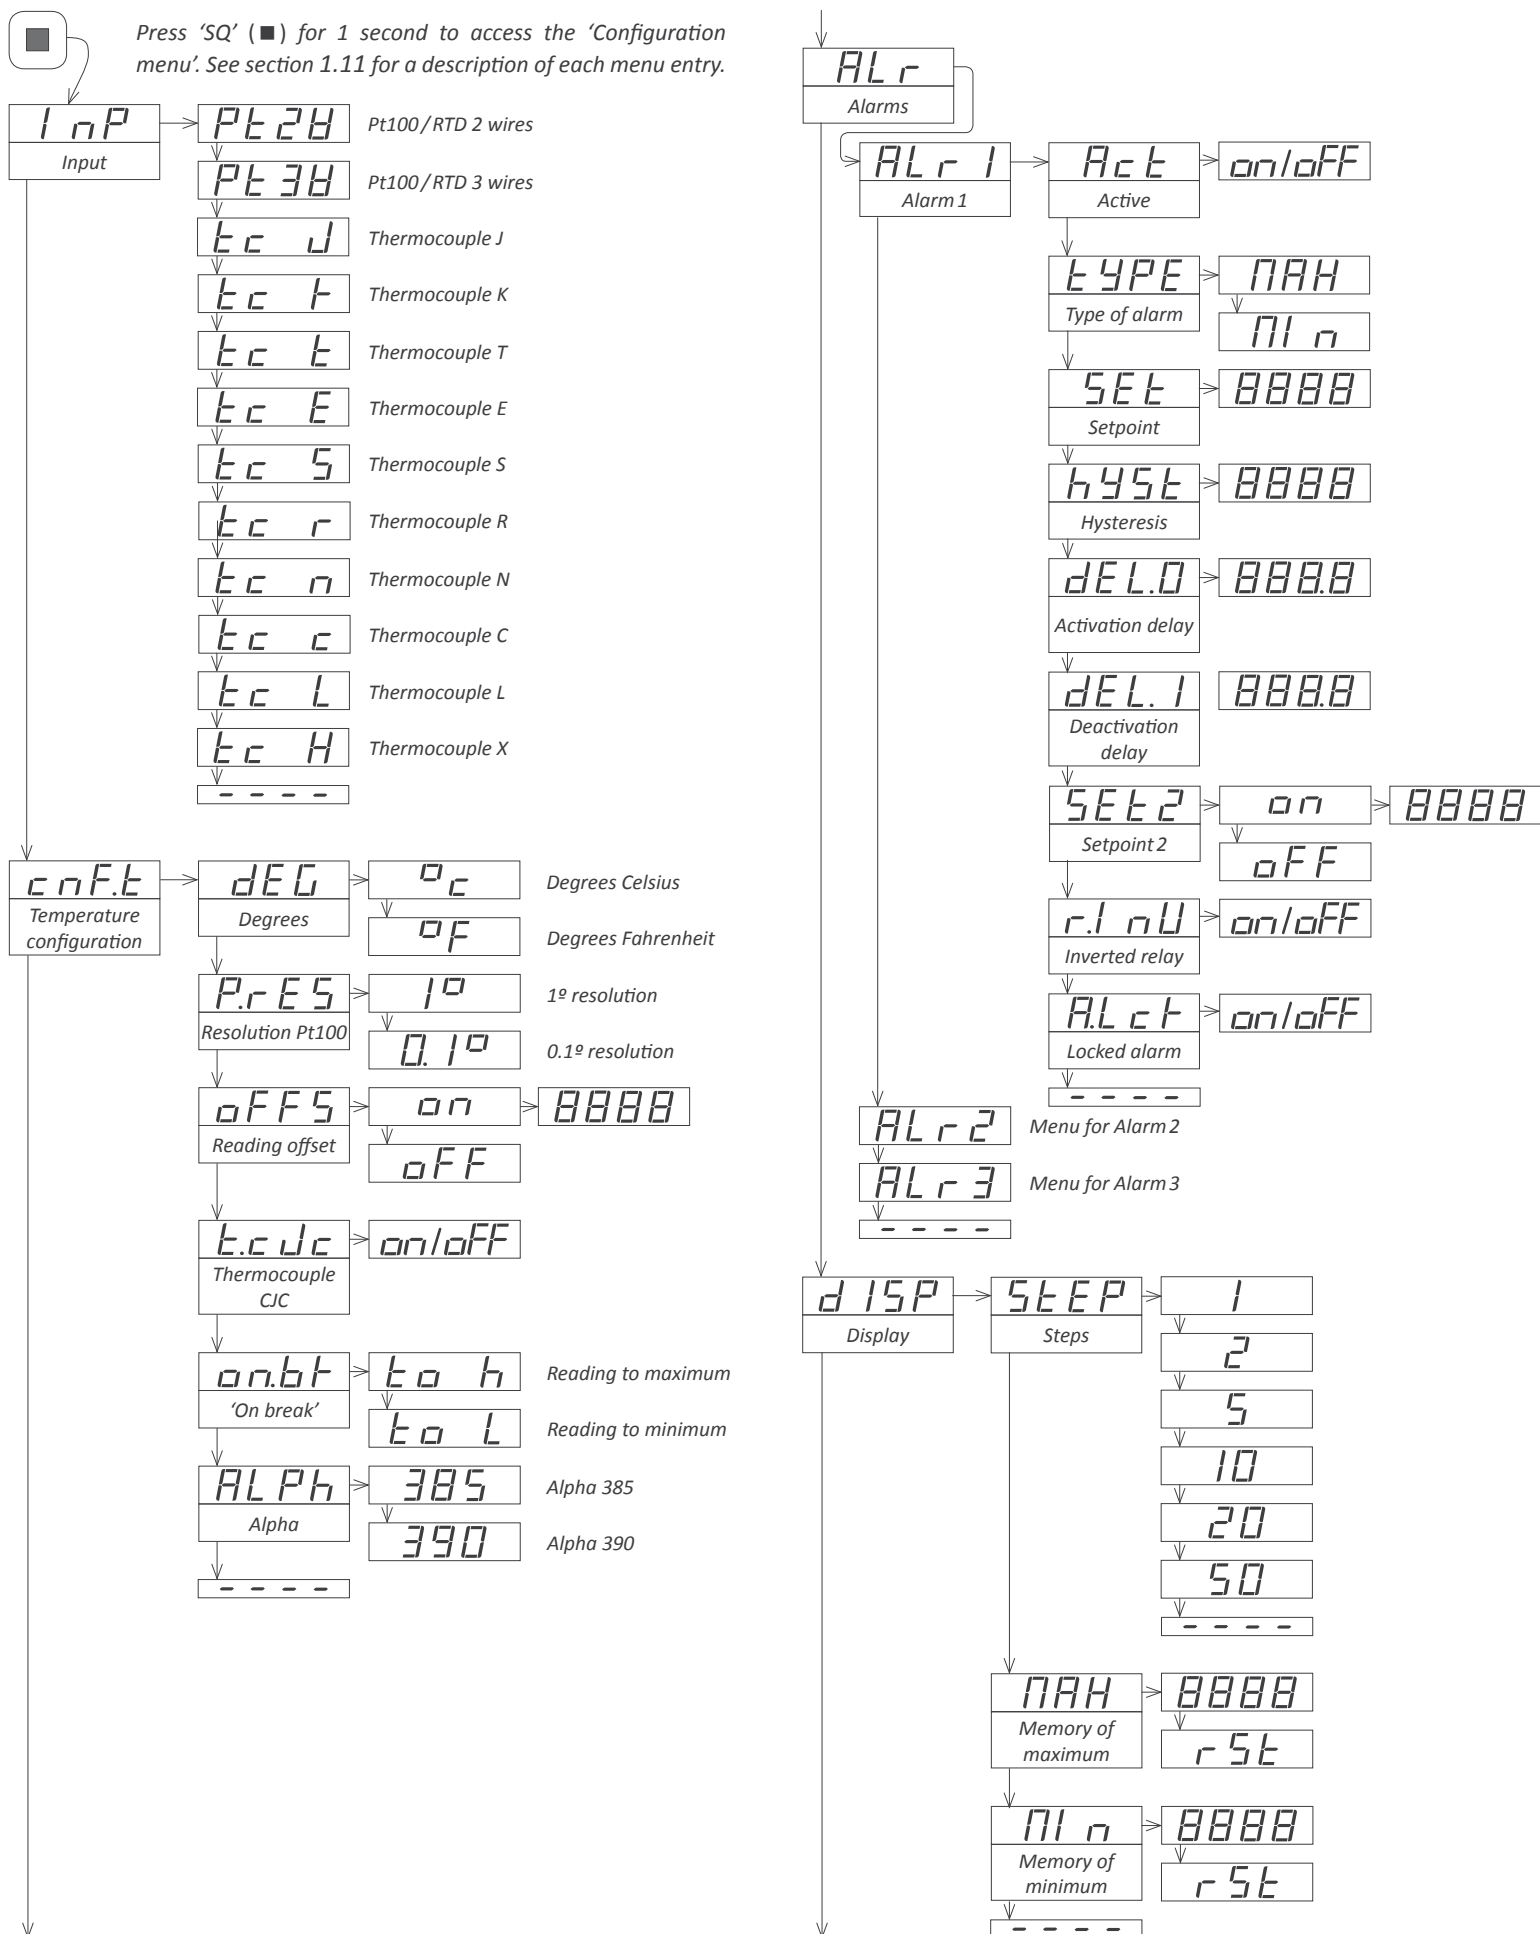 Press ‘SQ’ (■) for 1 second to access the ‘Configuration
menu’. See section 1.11 for a description of each menu entry.
InP
Input
Pt2W
Pt100/RTD 2 wires
Pt3W
Pt100/RTD 3 wires
tc J
Thermocouple J
tc K
Thermocouple K
tc t
Thermocouple T
tc E
Thermocouple E
tc S
Thermocouple S
tc r
Thermocouple R
tc n
Thermocouple N
tc c
Thermocouple C
tc L
Thermocouple L
tc H
Thermocouple X
----
cnF.t
Temperature
configuration
dEG
Degrees
ºc
Degrees Celsius
ºF
Degrees Fahrenheit
P.rES
Resolution Pt100
1º
1º resolution
0.1º
0.1º resolution
oFFS
Reading offset
on
8888
oFF
t.cJc
Thermocouple
CJC
on/oFF
on.bk
‘On break’
to h
Reading to maximum
to L
Reading to minimum
ALPh
Alpha
385
Alpha 385
390
Alpha 390
----
ALr
Alarms
ALr1
Alarm 1
Act
Active
on/oFF
tYPE
Type of alarm
MAH
MIn
SEt
Setpoint
8888
hYSt
Hysteresis
8888
dEL.0
Activation delay
888.8
dEL.1
Deactivation
delay
888.8
SEt2
Setpoint 2
on
8888
oFF
r.InV
Inverted relay
on/oFF
A.Lck
Locked alarm
on/oFF
----
ALr2
Menu for Alarm 2
ALr3
Menu for Alarm 3
----
dISP
Display
StEP
Steps
1
2
5
10
20
50
----
MAH
Memory of
maximum
8888
rSt
MIn
Memory of
minimum
8888
rSt
----